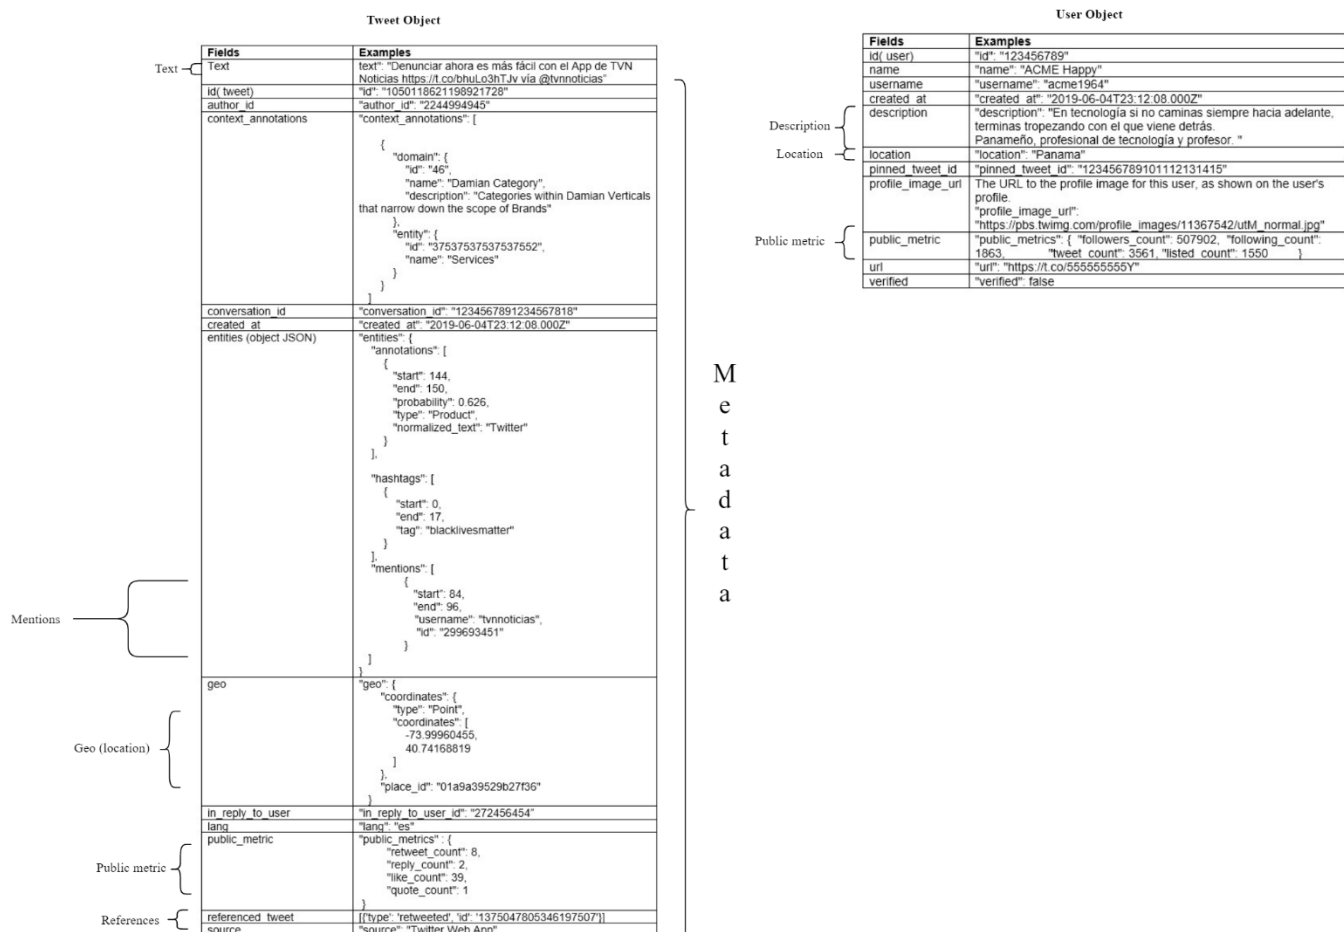 Tweet Object
Fields Examples
Text
Text text": "Denunciar ahora es más fácil con el App de TVN
Noticias https://t.co/bhuLo3hTJv vía @tvnnoticias"
id( tweet) "id": "1050118621198921728"
author_id "author_id": "2244994945"
context_annotations "context_annotations": [
{
"domain": {
"id": "46",
"name": "Damian Category",
"description": "Categories within Damian Verticals
that narrow down the scope of Brands"
},
"entity": {
"id": "37537537537537552",
"name": "Services"
}
}
]
conversation_id "conversation_id": "1234567891234567818"
created_at "created_at": "2019-06-04T23:12:08.000Z"
entities (object JSON) "entities": {
"annotations": [
{
"start": 144,
"end": 150,
"probability": 0.626,
"type": "Product",
"normalized_text": "Twitter"
}
],
"hashtags": [
{
"start": 0,
"end": 17,
"tag": "blacklivesmatter"
}
],
Mentions
"mentions": [
{
"start": 84,
"end": 96,
"username": "tvnnoticias",
"id": "299693451"
}
]
}
Geo (location)
geo "geo": {
"coordinates": {
"type": "Point",
"coordinates": [
-73.99960455,
40.74168819
]
},
"place_id": "01a9a39529b27f36"
}
in_reply_to_user "in_reply_to_user_id": "272456454"
lang "lang": "es"
Public metric
public_metric "public_metrics" : {
"retweet_count": 8,
"reply_count": 2,
"like_count": 39,
"quote_count": 1
}
References
referenced_tweet [{'type': 'retweeted', 'id': '1375047805346197507'}]
source "source": "Twitter Web App"
Metadata
User Object
Fields Examples
id( user) "id": "123456789"
name "name": "ACME Happy"
username "username": "acme1964"
created_at "created_at": "2019-06-04T23:12:08.000Z"
Description
description "description": "En tecnología si no caminas siempre hacia adelante,
terminas tropezando con el que viene detrás.
Panameño, profesional de tecnología y profesor. "
Location
location "location": "Panama"
pinned_tweet_id "pinned_tweet_id": "123456789101112131415"
profile_image_url The URL to the profile image for this user, as shown on the user's
profile.
"profile_image_url":
"https://pbs.twimg.com/profile_images/11367542/utM_normal.jpg"
Public metric
public_metric "public_metrics": { "followers_count": 507902, "following_count":
1863, "tweet_count": 3561, "listed_count": 1550 }
url "url": "https://t.co/555555555Y"
verified "verified": false